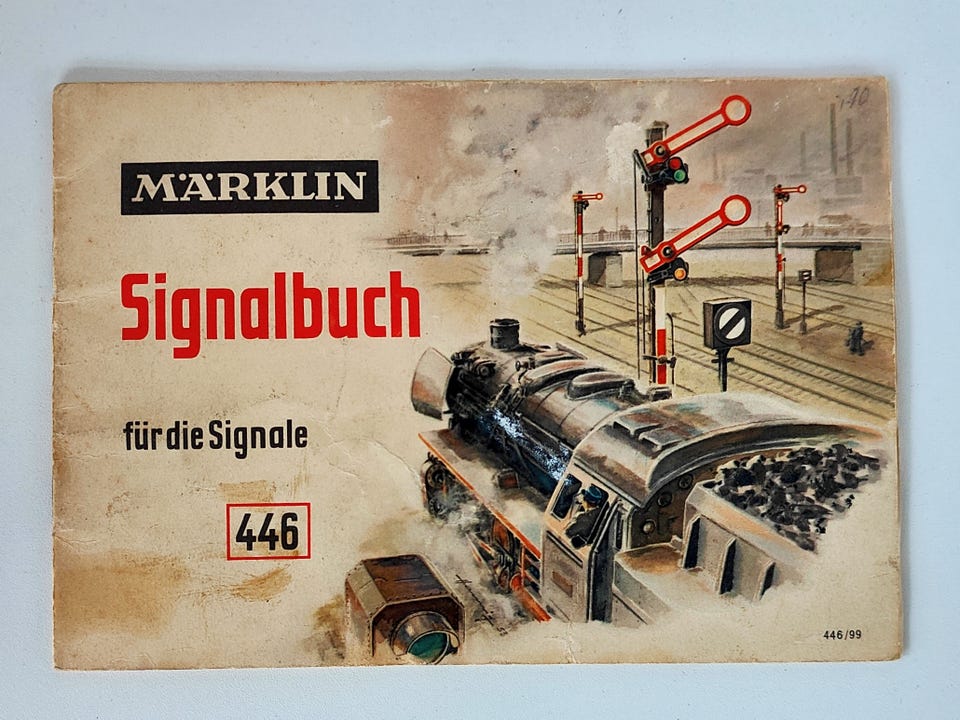 MÄRKLIN
Signalbuch
für die Signale
446
446/99